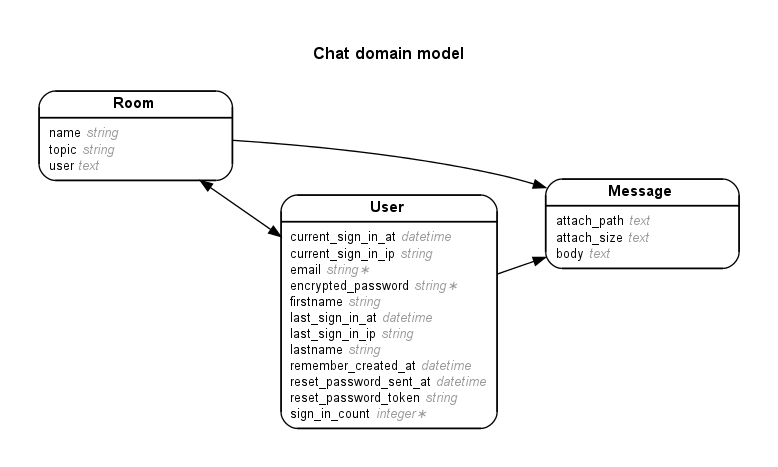 Chat domain model
Room
name string
topic string
user text
User
current_sign_in_at datetime
current_sign_in_ip string
email string∗
encrypted_password string∗
firstname string
last_sign_in_at datetime
last_sign_in_ip string
lastname string
remember_created_at datetime
reset_password_sent_at datetime
reset_password_token string
sign_in_count integer∗
Message
attach_path text
attach_size text
body text